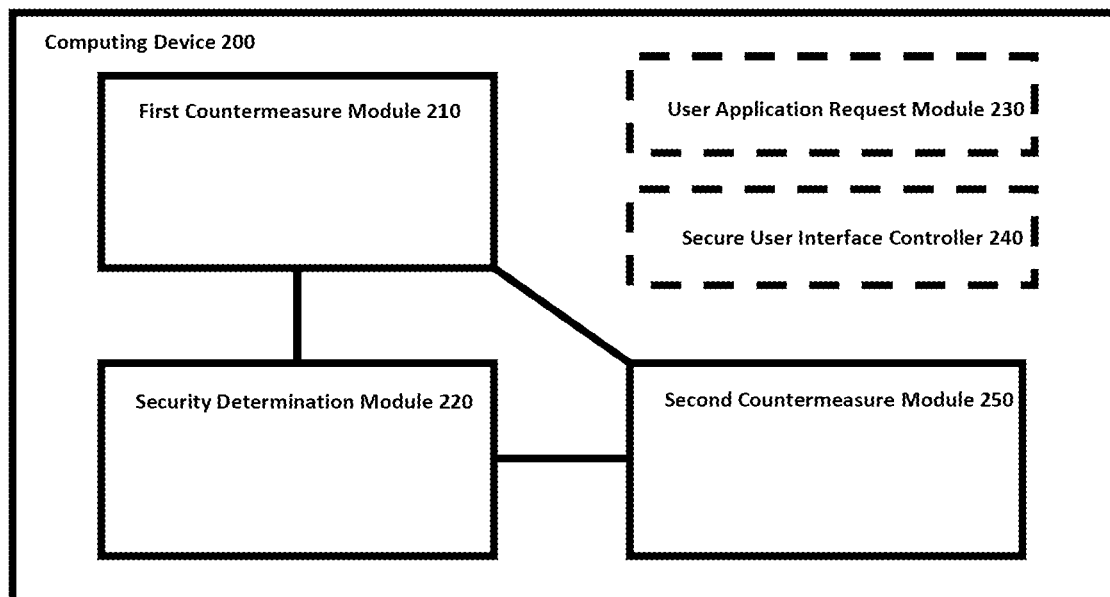 Computing Device 200
First Countermeasure Module 210
User Application Request Module 230
Secure User Interface Controller 240
Security Determination Module 220
Second Countermeasure Module 250